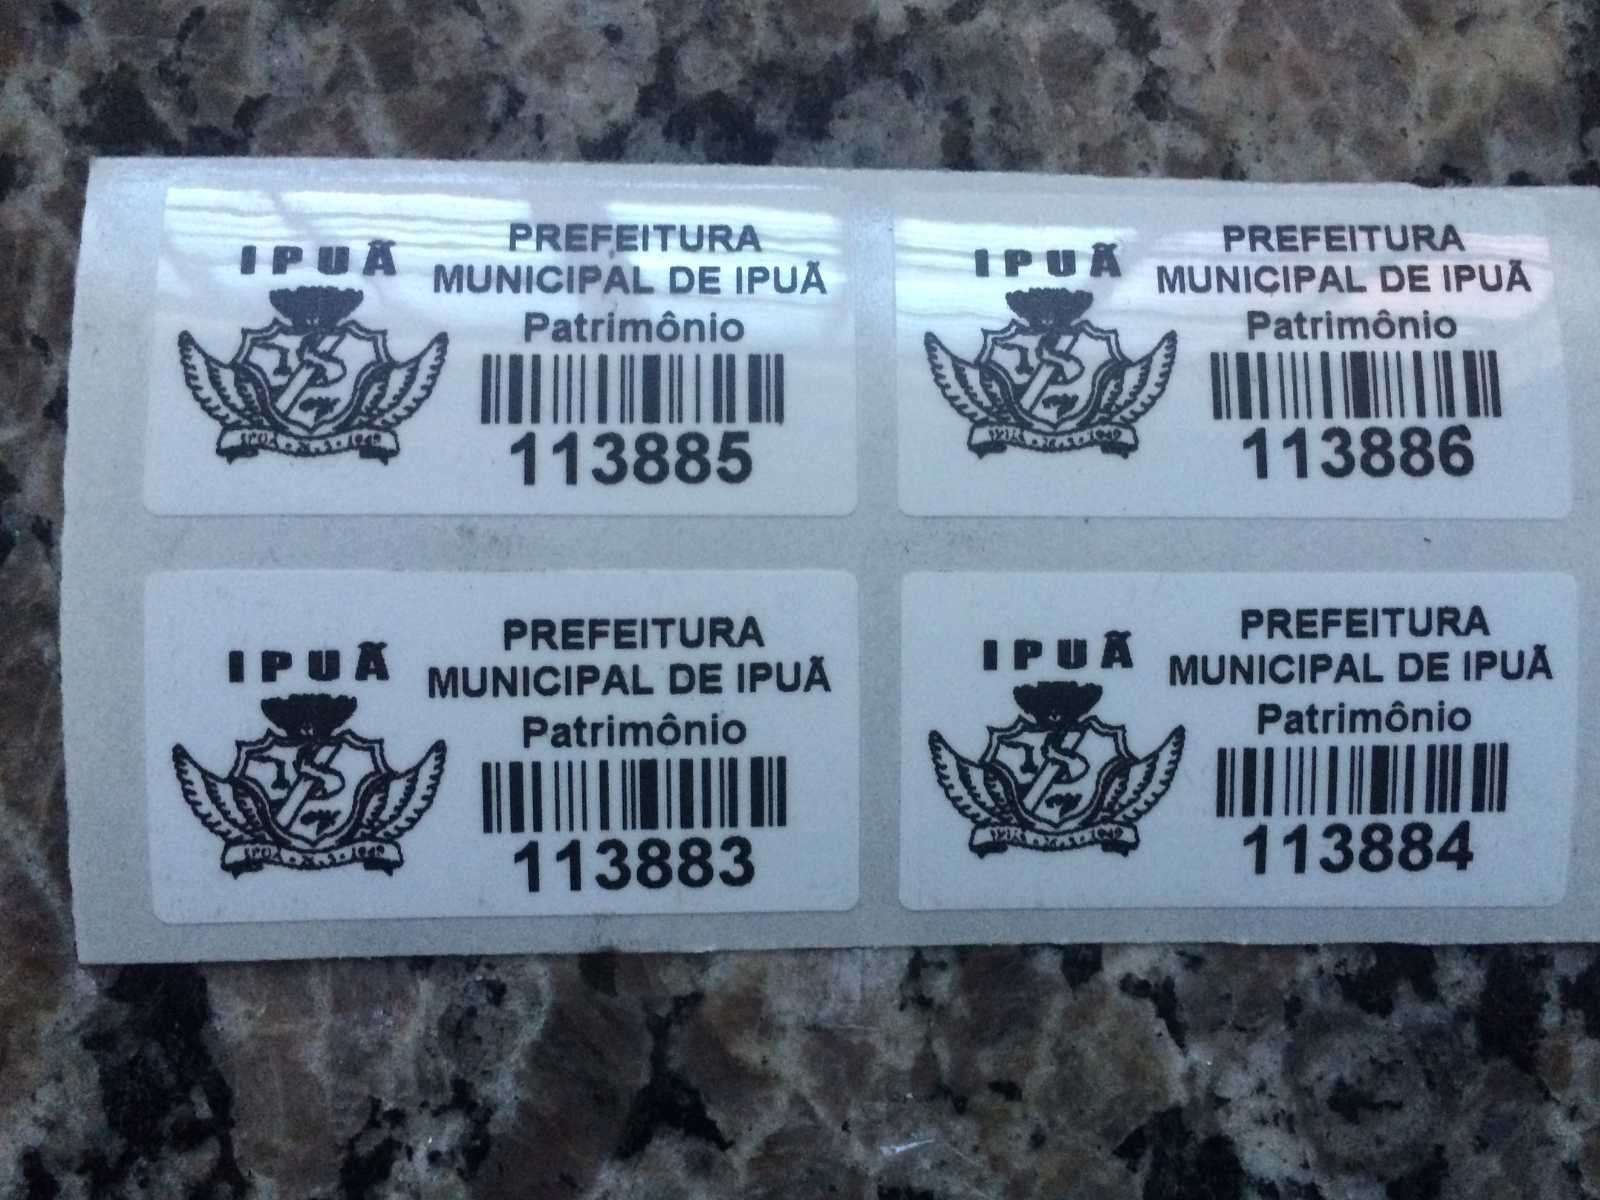 IPUÃ
PREFEITURA
MUNICIPAL DE IPUÃ
Patrimônio
113885
IPUÃ
PREFEITURA
MUNICIPAL DE IPUÃ
Patrimônio
113886
IPUÃ
PREFEITURA
MUNICIPAL DE IPUÃ
Patrimônio
113883
IPUÃ
PREFEITURA
MUNICIPAL DE IPUÃ
Patrimônio
113884